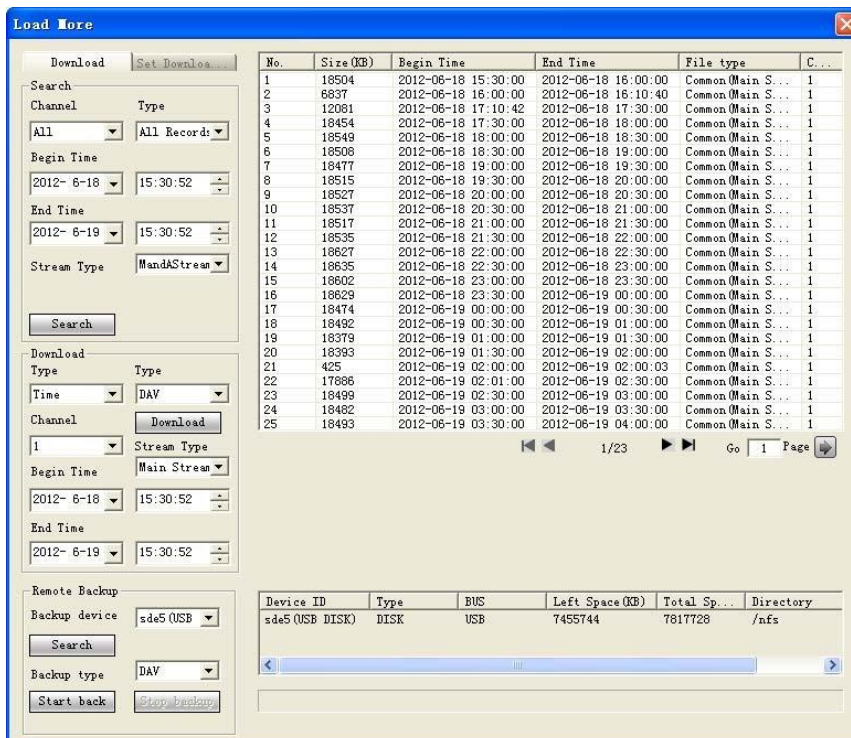 Load More
Download Set Downloa...
Search
Channel Type
All All Records
Begin Time
2012- 6-18 15:30:52
End Time
2012- 6-19 15:30:52
Stream Type MandAStream
Search
Download
Type Type
Time DAV
Channel Download
1 Stream Type
Begin Time Main Stream
2012- 6-18 15:30:52
End Time
2012- 6-19 15:30:52
Remote Backup
Backup device sde5(USB
Search
Backup type DAV
Start back Stop backup
No. Size(KB) Begin Time End Time File type C...
1 18504 2012-06-18 15:30:00 2012-06-18 16:00:00 Common(Main S... 1
2 6837 2012-06-18 16:00:00 2012-06-18 16:10:40 Common(Main S... 1
3 12081 2012-06-18 17:10:42 2012-06-18 17:30:00 Common(Main S... 1
4 18454 2012-06-18 17:30:00 2012-06-18 18:00:00 Common(Main S... 1
5 18549 2012-06-18 18:00:00 2012-06-18 18:30:00 Common(Main S... 1
6 18508 2012-06-18 18:30:00 2012-06-18 19:00:00 Common(Main S... 1
7 18477 2012-06-18 19:00:00 2012-06-18 19:30:00 Common(Main S... 1
8 18515 2012-06-18 19:30:00 2012-06-18 20:00:00 Common(Main S... 1
9 18527 2012-06-18 20:00:00 2012-06-18 20:30:00 Common(Main S... 1
10 18537 2012-06-18 20:30:00 2012-06-18 21:00:00 Common(Main S... 1
11 18517 2012-06-18 21:00:00 2012-06-18 21:30:00 Common(Main S... 1
12 18535 2012-06-18 21:30:00 2012-06-18 22:00:00 Common(Main S... 1
13 18627 2012-06-18 22:00:00 2012-06-18 22:30:00 Common(Main S... 1
14 18635 2012-06-18 22:30:00 2012-06-18 23:00:00 Common(Main S... 1
15 18602 2012-06-18 23:00:00 2012-06-18 23:30:00 Common(Main S... 1
16 18629 2012-06-18 23:30:00 2012-06-19 00:00:00 Common(Main S... 1
17 18474 2012-06-19 00:00:00 2012-06-19 00:30:00 Common(Main S... 1
18 18492 2012-06-19 00:30:00 2012-06-19 01:00:00 Common(Main S... 1
19 18379 2012-06-19 01:00:00 2012-06-19 01:30:00 Common(Main S... 1
20 18393 2012-06-19 01:30:00 2012-06-19 02:00:00 Common(Main S... 1
21 425 2012-06-19 02:00:00 2012-06-19 02:00:03 Common(Main S... 1
22 17886 2012-06-19 02:01:00 2012-06-19 02:30:00 Common(Main S... 1
23 18499 2012-06-19 02:30:00 2012-06-19 03:00:00 Common(Main S... 1
24 18482 2012-06-19 03:00:00 2012-06-19 03:30:00 Common(Main S... 1
25 18493 2012-06-19 03:30:00 2012-06-19 04:00:00 Common(Main S... 1
1/23 Go 1 Page
Device ID Type BUS Left Space(KB) Total Sp... Directory
sde5(USB DISK) DISK USB 7455744 7817728 /nfs